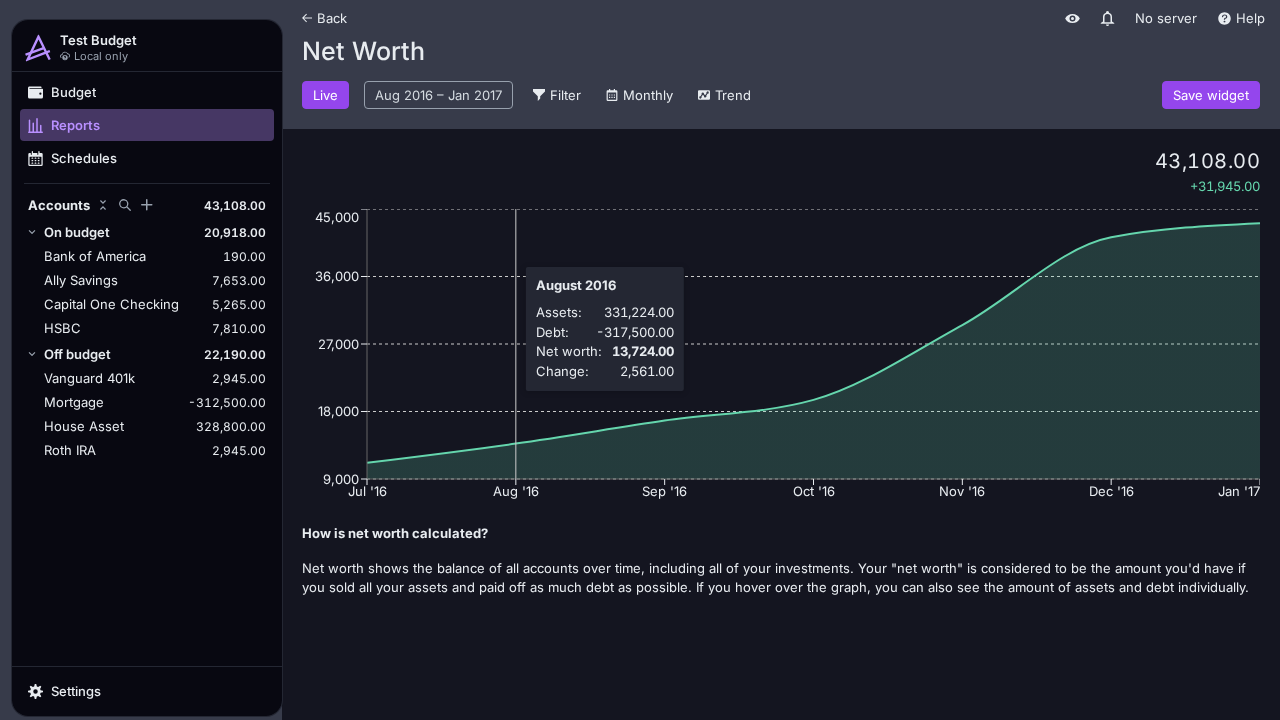 Test Budget
Local only
Budget
Reports
Schedules
Accounts 43,108.00
On budget 20,918.00
Bank of America 190.00
Ally Savings 7,653.00
Capital One Checking 5,265.00
HSBC 7,810.00
Off budget 22,190.00
Vanguard 401k 2,945.00
Mortgage -312,500.00
House Asset 328,800.00
Roth IRA 2,945.00
Settings
Back
No server
Help
Net Worth
Live
Aug 2016 – Jan 2017
Filter
Monthly
Trend
Save widget
43,108.00
+31,945.00
45,000
36,000
27,000
18,000
9,000
August 2016
Assets: 331,224.00
Debt: -317,500.00
Net worth: 13,724.00
Change: 2,561.00
Jul '16 Aug '16 Sep '16 Oct '16 Nov '16 Dec '16 Jan '17
How is net worth calculated?
Net worth shows the balance of all accounts over time, including all of your investments. Your "net worth" is considered to be the amount you'd have if
you sold all your assets and paid off as much debt as possible. If you hover over the graph, you can also see the amount of assets and debt individually.